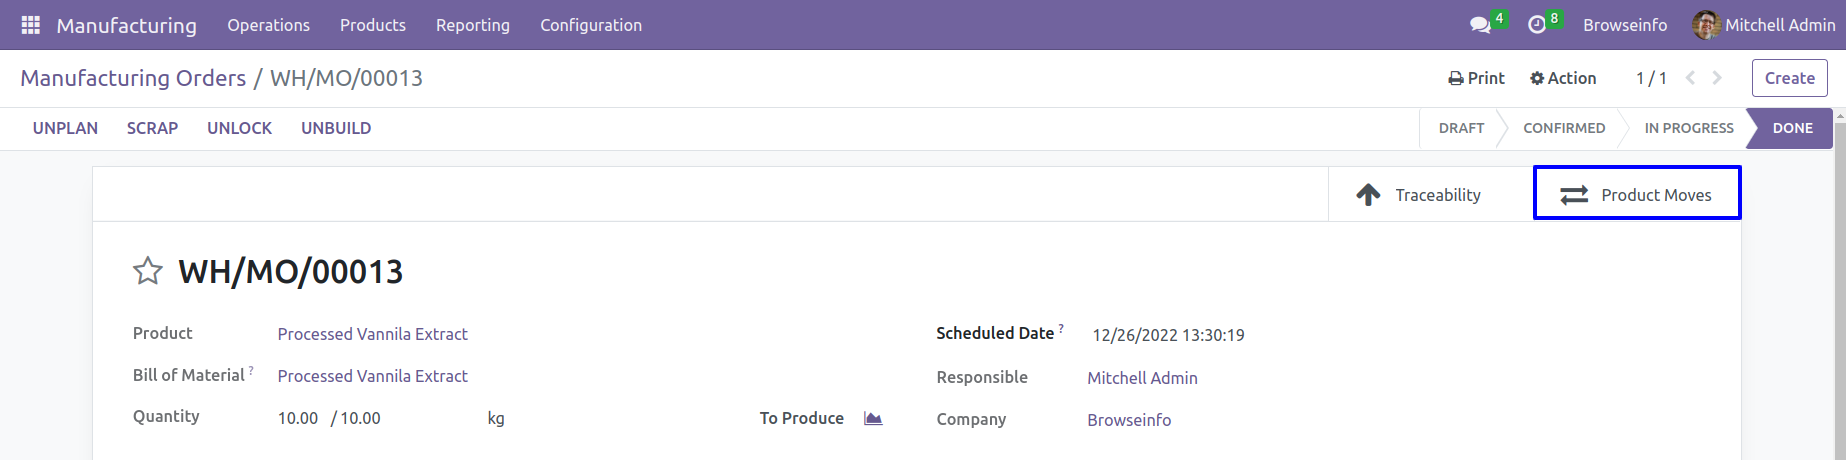 Manufacturing Operations Products Reporting Configuration 4 8 Browseinfo Mitchell Admin
Manufacturing Orders / WH/MO/00013 Print Action 1 / 1 Create
UNPLAN SCRAP UNLOCK UNBUILD DRAFT CONFIRMED IN PROGRESS DONE
Traceability Product Moves
WH/MO/00013
Product Processed Vannila Extract Scheduled Date ? 12/26/2022 13:30:19
Bill of Material ? Processed Vannila Extract Responsible Mitchell Admin
Quantity 10.00 / 10.00 kg To Produce Company Browseinfo